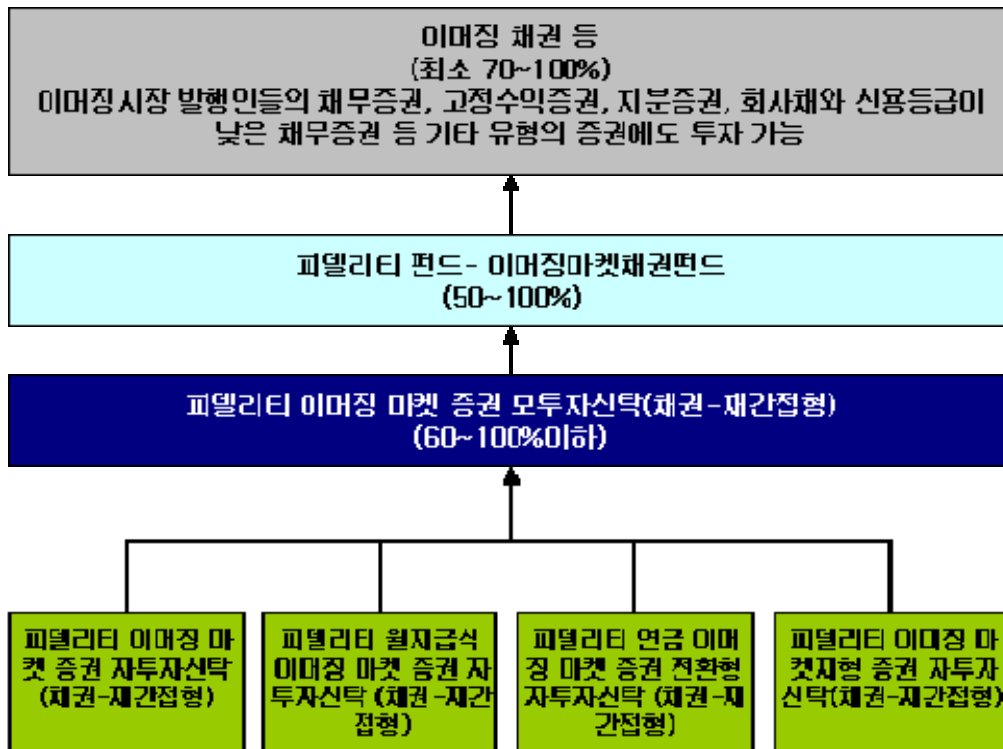 이머징 채권 등
(최소 70~100%)
이머징시장 발행인들의 채무증권, 고정수익증권, 지분증권, 회사채와 신용등급이
낮은 채무증권 등 기타 유형의 증권에도 투자 가능
피델리티 펀드- 이머징마켓채권펀드
(50~100%)
피델리티 이머징 마켓 증권 모투자신탁(채권-재간접형)
(60~100%이하)
피델리티 이머징 마
켓 증권 자투자신탁
(채권-재간접형)
피델리티 월지급식
이머징 마켓 증권 자
투자신탁 (채권-재간
접형)
피델리티 연금 이머
징 마켓 증권 전환형
자투자신탁 (채권-재
간접형)
피델리티 이머징 마
증권 자투자
신탁(채권-재간접형)